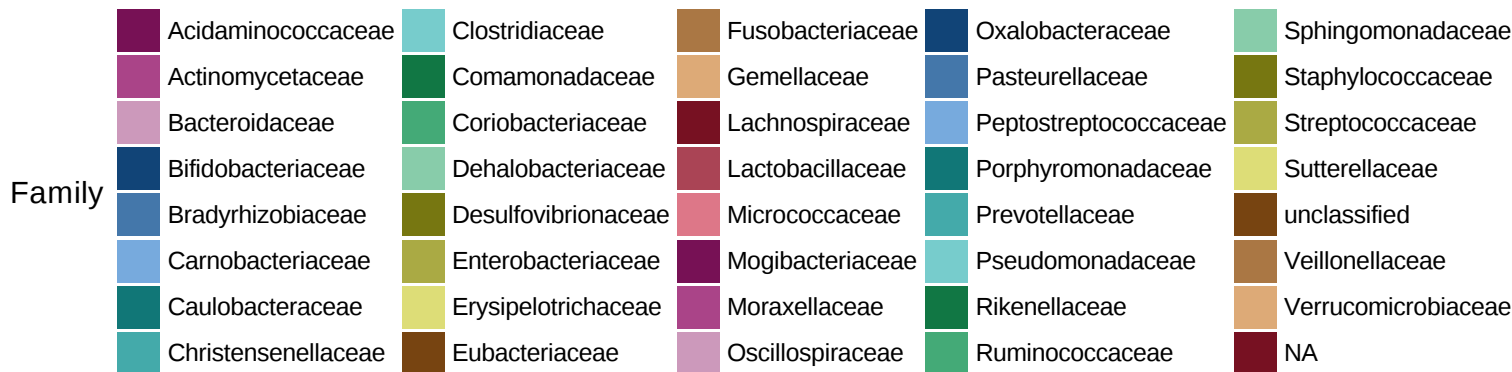 Family
Acidaminococcaceae
Actinomycetaceae
Bacteroidaceae
Bifidobacteriaceae
Bradyrhizobiaceae
Carnobacteriaceae
Caulobacteraceae
Christensenellaceae
Clostridiaceae
Comamonadaceae
Coriobacteriaceae
Dehalobacteriaceae
Desulfovibrionaceae
Enterobacteriaceae
Erysipelotrichaceae
Eubacteriaceae
Fusobacteriaceae
Gemellaceae
Lachnospiraceae
Lactobacillaceae
Micrococcaceae
Mogibacteriaceae
Moraxellaceae
Oscillospiraceae
Oxalobacteraceae
Pasteurellaceae
Peptostreptococcaceae
Porphyromonadaceae
Prevotellaceae
Pseudomonadaceae
Rikenellaceae
Ruminococcaceae
Sphingomonadaceae
Staphylococcaceae
Streptococcaceae
Sutterellaceae
unclassified
Veillonellaceae
Verrucomicrobiaceae
NA